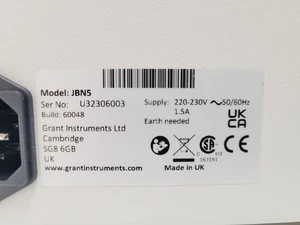 Model: JBN5
Ser No: U32306003
Build: 60048
Grant Instruments Ltd
Cambridge
SG8 6GB
UK
www.grantinstruments.com
Supply: 220-230V ~50/60Hz
1.5A
Earth needed
UK
CA
CE
167191
Made in UK